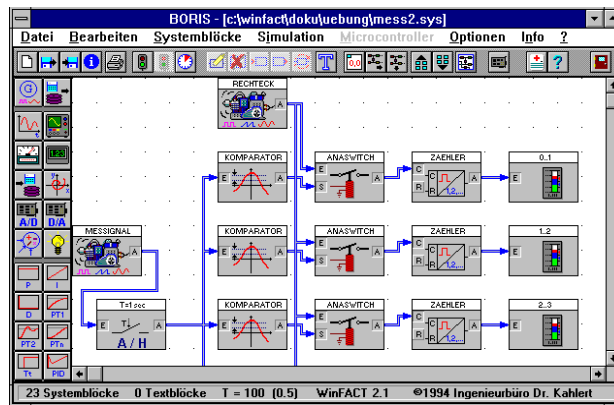 BORIS - [c:\winfact\doku\uebung\mess2.sys]
Datei Bearbeiten Systemblöcke Simulation Microcontroller Optionen Info ?
RECHTECK
A
KOMPARATOR ANASWITCH ZAEHLER 0..1
E A E S A C R A E
MESSIGNAL KOMPARATOR ANASWITCH ZAEHLER 1..2
A E A E S A C R A E
T=1 sec KOMPARATOR ANASWITCH ZAEHLER 2..3
E A/H A E A E S A C R A E
G
A/D D/A
P I
D PT1
PT2 PTn
Tt PID
23 Systemblöcke 0 Textblöcke T = 100 (0.5) WinFACT 2.1 ©1994 Ingenieurbüro Dr. Kahlert